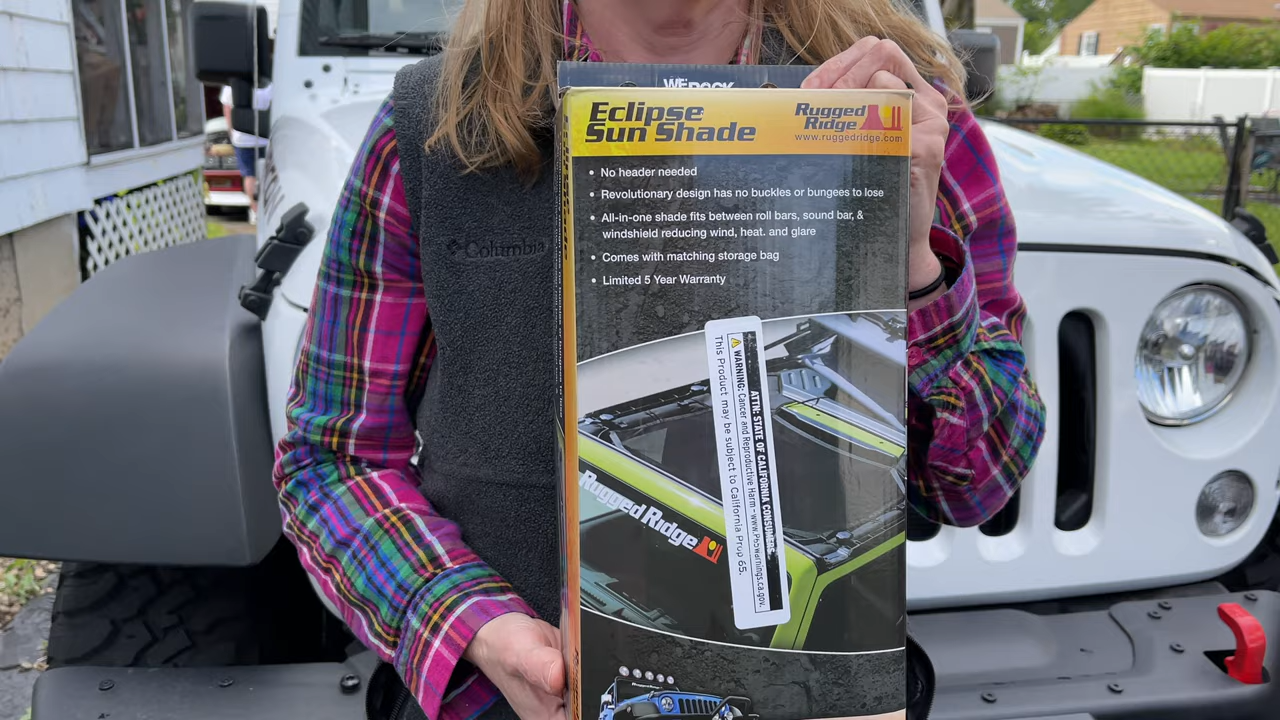 WE ROCK
Eclipse
Sun Shade
Rugged
Ridge
www.ruggedridge.com
• No header needed
• Revolutionary design has no buckles or bungees to lose
• All-in-one shade fits between roll bars, sound bar, &
windshield reducing wind, heat. and glare
• Comes with matching storage bag
• Limited 5 Year Warranty
Columbia
ATTN: STATE OF CALIFORNIA CONSUMERS
WARNING: Cancer and Reproductive Harm - www.P65warnings.ca.gov.
This Product may be subject to California Prop 65.
Rugged Ridge